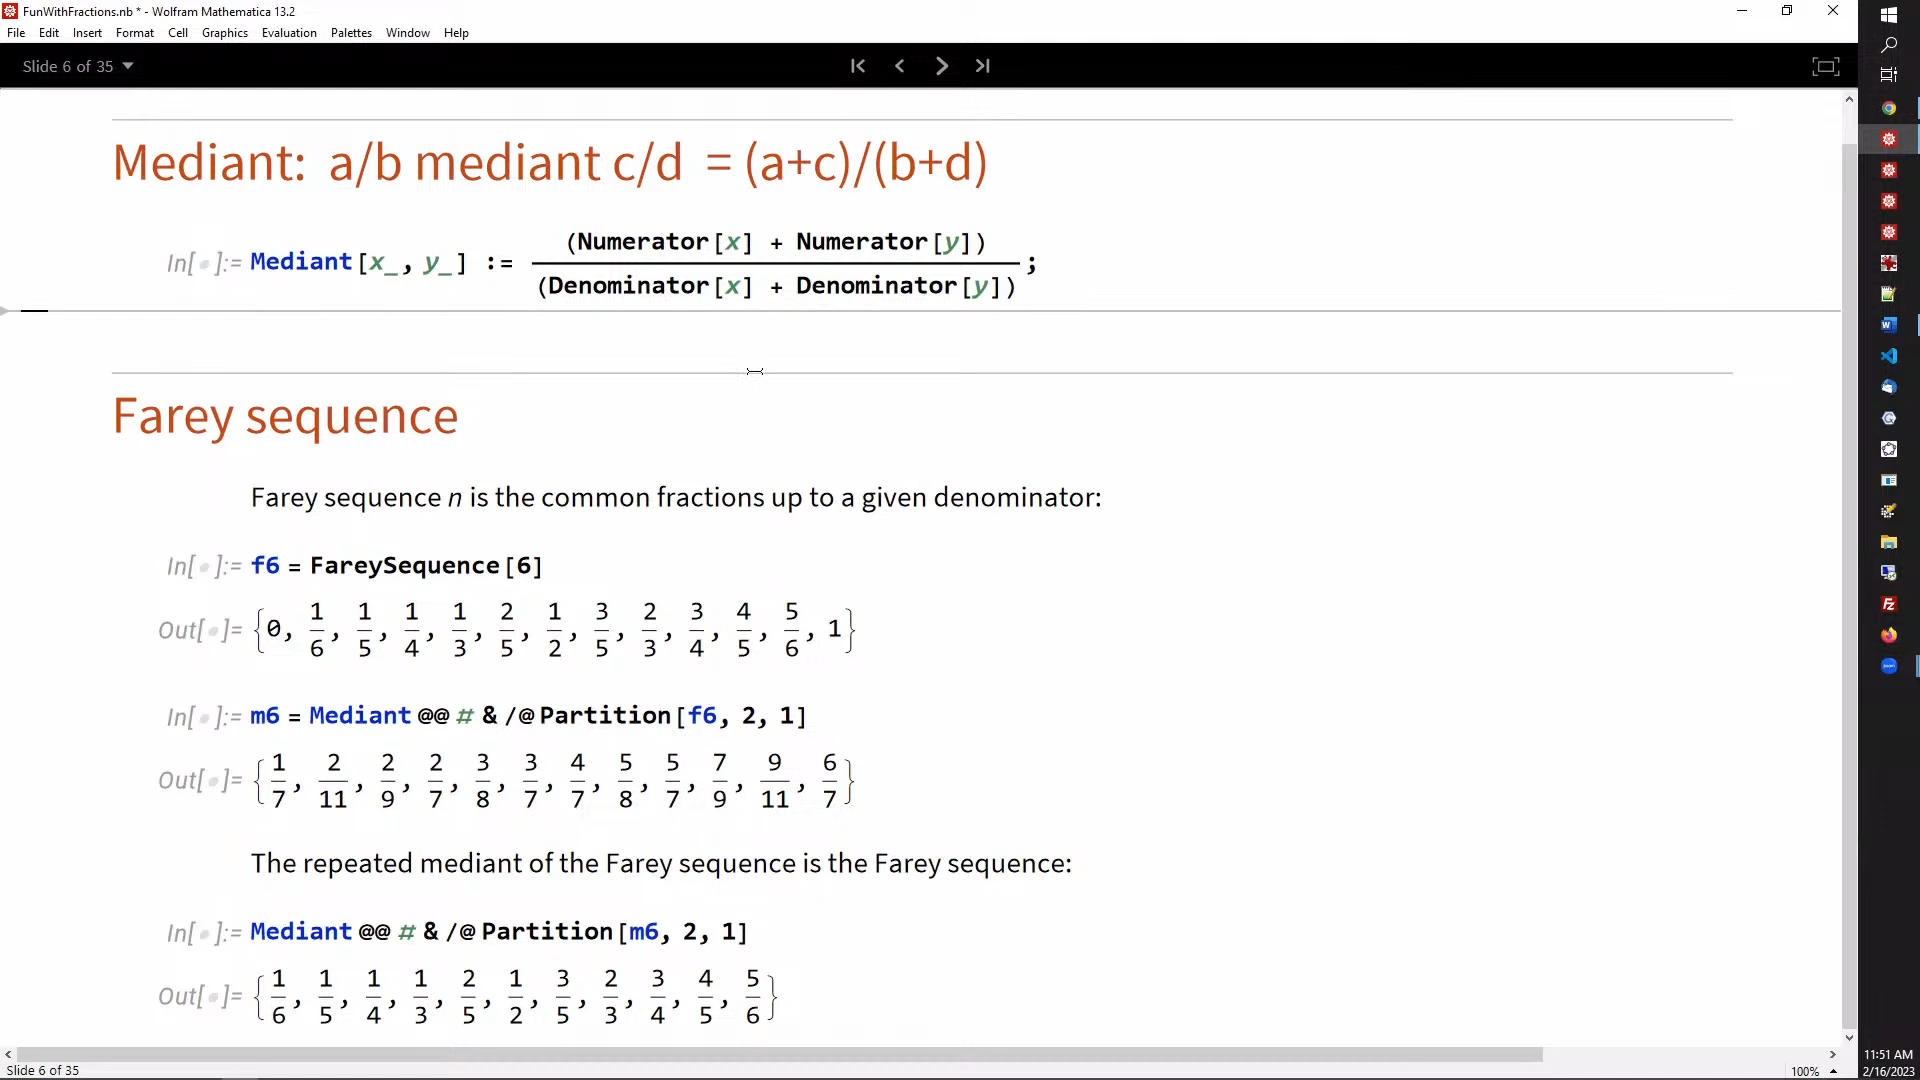 FunWithFractions.nb * - Wolfram Mathematica 13.2
File Edit Insert Format Cell Graphics Evaluation Palettes Window Help
Slide 6 of 35
Mediant: a/b mediant c/d = (a+c)/(b+d)
In[ ]:= Mediant[x_, y_] := (Numerator[x] + Numerator[y]) / (Denominator[x] + Denominator[y]);
Farey sequence
Farey sequence n is the common fractions up to a given denominator:
In[ ]:= f6 = FareySequence[6]
Out[ ]= {0, 1/6, 1/5, 1/4, 1/3, 2/5, 1/2, 3/5, 2/3, 3/4, 4/5, 5/6, 1}
In[ ]:= m6 = Mediant @@ # & /@ Partition[f6, 2, 1]
Out[ ]= {1/7, 2/11, 2/9, 2/7, 3/8, 3/7, 4/7, 5/8, 5/7, 7/9, 9/11, 6/7}
The repeated mediant of the Farey sequence is the Farey sequence:
In[ ]:= Mediant @@ # & /@ Partition[m6, 2, 1]
Out[ ]= {1/6, 1/5, 1/4, 1/3, 2/5, 1/2, 3/5, 2/3, 3/4, 4/5, 5/6}
Slide 6 of 35
100%
11:51 AM
2/16/2023